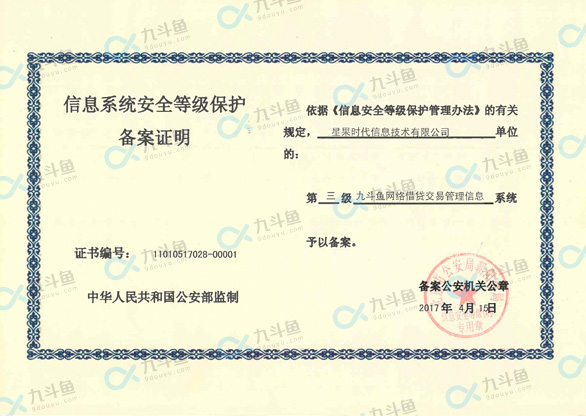 信息系统安全等级保护
备案证明
证书编号: 11010517028-00001
中华人民共和国公安部监制
依据《信息安全等级保护管理办法》的有关
规定, 星果时代信息技术有限公司 单位
的:
第 三 级 九斗鱼网络借贷交易管理信息 系统
予以备案。
备案公安机关公章
2017年 4月 15日
专用章
九斗鱼
9douyu.com